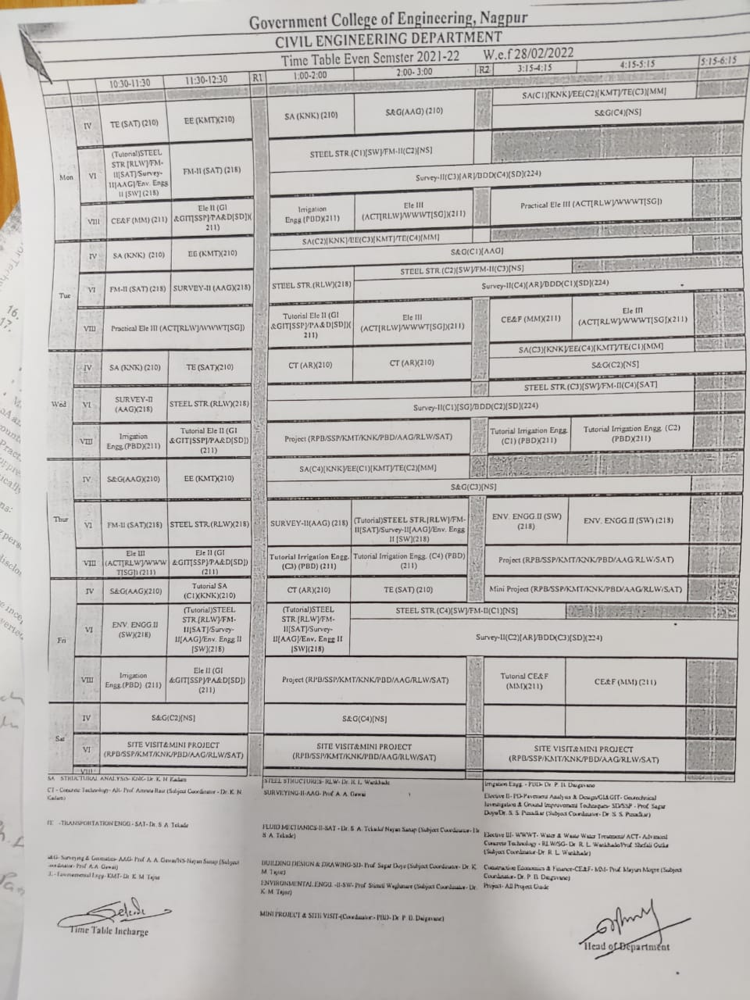 Government College of Engineering, Nagpur
CIVIL ENGINEERING DEPARTMENT
Time Table Even Semster 2021-22 W.e.f 28/02/2022
10:30-11:30 11:30-12:30 R1 1:00-2:00 2:00-3:00 R2 3:15-4:15 4:15-5:15 5:15-6:15
Mon
IV TE (SAT) (210) EE (KMT)(210) SA (KNK) (210) S&G(AAG) (210)
SA(C1)[KNK]/EE(C2)[KMT]/TE(C3)[MM]
S&G(C4)[NS]
VI
(Tutorial)STEEL
STR.[RLW]/FM-
II[SAT]/Survey-
II[AAG]/Env. Engg
II [SW] (218)
FM-II (SAT) (218)
STEEL STR.(C1)[SW]/FM-II(C2)[NS]
Survey-II(C3)[AR]/BDD(C4)[SD](224)
VIII CE&F (MM) (211)
Ele II (GI
&GIT[SSP]/PA&D[SD])(
211)
Irrigation
Engg.(PBD)(211)
Ele III
(ACT[RLW]/WWWT[SG])(211)
Practical Ele III (ACT[RLW]/WWWT[SG])
Tue
IV SA (KNK) (210) EE (KMT)(210)
SA(C2)[KNK]/EE(C3)[KMT]/TE(C4)[MM]
S&G(C1)[AAG]
VI FM-II (SAT) (218) SURVEY-II (AAG)(218) STEEL STR.(RLW)(218)
STEEL STR.(C2)[SW]/FM-II(C3)[NS]
Survey-II(C4)[AR]/BDD(C1)[SD](224)
VIII Practical Ele III (ACT[RLW]/WWWT[SG])
Tutorial Ele II (GI
&GIT[SSP]/PA&D[SD])(
211)
Ele III
(ACT[RLW]/WWWT[SG])(211)
CE&F (MM)(211)
Ele III
(ACT[RLW]/WWWT[SG])(211)
Wed
IV SA (KNK) (210) TE (SAT)(210) CT (AR)(210) CT (AR)(210)
SA(C3)[KNK]/EE(C4)[KMT]/TE(C1)[MM]
S&G(C2)[NS]
VI
SURVEY-II
(AAG)(218)
STEEL STR.(RLW)(218)
STEEL STR.(C3)[SW]/FM-II(C4)[SAT]
Survey-II(C1)[SG]/BDD(C2)[SD](224)
VIII
Irrigation
Engg.(PBD)(211)
Tutorial Ele II (GI
&GIT[SSP]/PA&D[SD])
(211)
Project (RPB/SSP/KMT/KNK/PBD/AAG/RLW/SAT)
Tutorial Irrigation Engg.
(C1) (PBD)(211)
Tutorial Irrigation Engg. (C2)
(PBD)(211)
Thur
IV S&G(AAG)(210) EE (KMT)(210)
SA(C4)[KNK]/EE(C1)[KMT]/TE(C2)[MM]
S&G(C3)[NS]
VI FM-II (SAT)(218) STEEL STR.(RLW)(218) SURVEY-II(AAG) (218)
(Tutorial)STEEL STR.[RLW]/FM-
II[SAT]/Survey-II[AAG]/Env. Engg
II [SW](218)
ENV. ENGG.II (SW)
(218)
ENV. ENGG.II (SW) (218)
VIII
Ele III
(ACT[RLW]/WWW
T[SG]) (211)
Ele II (GI
&GIT[SSP]/PA&D[SD])
(211)
Tutorial Irrigation Engg.
(C3) (PBD) (211)
Tutorial Irrigation Engg. (C4) (PBD)
(211)
Project (RPB/SSP/KMT/KNK/PBD/AAG/RLW/SAT)
Fri
IV S&G(AAG)(210)
Tutorial SA
(C1)(KNK)(210)
CT (AR)(210) TE (SAT) (210) Mini Project (RPB/SSP/KMT/KNK/PBD/AAG/RLW/SAT)
VI
ENV. ENGG.II
(SW)(218)
(Tutorial)STEEL
STR.[RLW]/FM-
II[SAT]/Survey-
II[AAG]/Env. Engg II
[SW](218)
(Tutorial)STEEL
STR.[RLW]/FM-
II[SAT]/Survey-
II[AAG]/Env. Engg II
[SW](218)
STEEL STR.(C4)[SW]/FM-II(C1)[NS]
Survey-II(C2)[AR]/BDD(C3)[SD](224)
VIII
Irrigation
Engg.(PBD) (211)
Ele II (GI
&GIT[SSP]/PA&D[SD])
(211)
Project (RPB/SSP/KMT/KNK/PBD/AAG/RLW/SAT)
Tutorial CE&F
(MM)(211)
CE&F (MM) (211)
Sat
IV S&G(C2)[NS] S&G(C4)[NS]
VI
SITE VISIT&MINI PROJECT
(RPB/SSP/KMT/KNK/PBD/AAG/RLW/SAT)
SITE VISIT&MINI PROJECT
(RPB/SSP/KMT/KNK/PBD/AAG/RLW/SAT)
SITE VISIT&MINI PROJECT
(RPB/SSP/KMT/KNK/PBD/AAG/RLW/SAT)
VIII
SA STRUCTURAL ANALYSIS- KNK- Dr K. N Kadam
CT - Concrete Technology - AR- Prof. (Subject Coordinator - Dr. K. N.
Kadam)
TE -TRANSPORTATION ENGG - SAT- Dr. S A Tekade
S&G- Surveying & Geomatics- AAG- Prof. A. A. Gawai/NS-Nayan Sanap (Subject
coordinator- Prof A.A. Gawai)
Environmental Engg- KMT- Dr K. M Tajne
STEEL STRUCTURES- RLW- Dr. R. L. Wankhade
SURVEYING-II-AAG- Prof A. A. Gawai
FLUID MECHANICS-II-SAT - Dr. S. A. Tekade/ Nayan Sanap (Subject Coordinator- Dr
S A. Tekade)
BUILDING DESIGN & DRAWING-SD- Prof Sagar Doye (Subject Coordinator- Dr. K.
M Tajne)
ENVIRONMENTAL ENGG. -II-SW- Prof Waghmare (Subject Coordinator- Dr.
K. M Tajne)
MINI PROJECT & SITE VISIT-(Coordinator- PBD- Dr P. B. Daigavane)
Irrigation Engg. - PBD- Dr P. B. Daigavane
Elective II- PD-Pavement Analysis & Design/GI&GIT- Geotechnical
Investigation & Ground Improvement Techniques- SD/SSP - Prof. Sagar
Doye/Dr. S. S. Pusadkar (Subject Coordinator- Dr S. S. Pusadkar)
Elective III- WWWT- Water & Waste Water Treatment/ ACT- Advanced
Concrete Technology - RLW/SG- Dr R. L. Wankhade/Prof. Shefali
(Subject Coordinator-Dr R. L. Wankhade)
Construction Economics & Finance-CE&F- MM- Prof. Mayuri (Subject
Coordinator- Dr. P. B. Daigavane)
Project- All Project Guide
Time Table Incharge
Head of Department